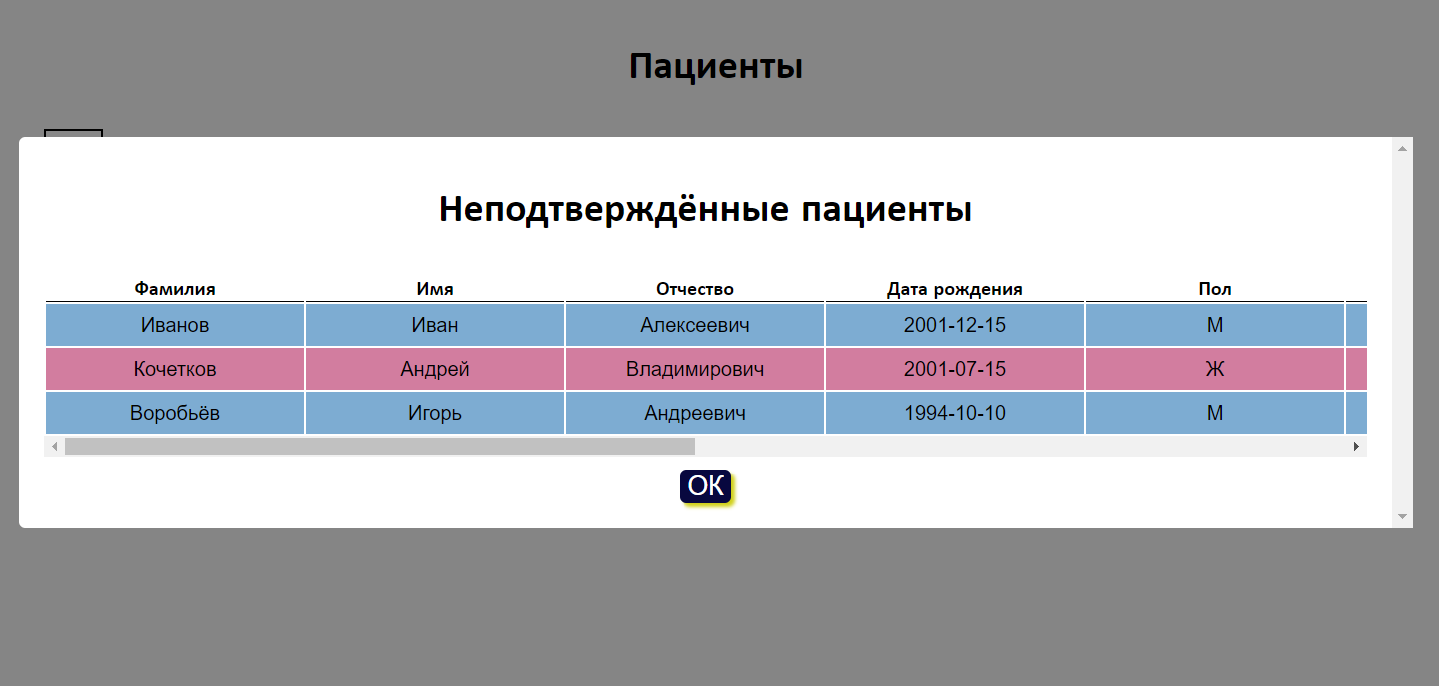 Пациенты
Неподтверждённые пациенты
Фамилия Имя Отчество Дата рождения Пол
Иванов Иван Алексеевич 2001-12-15 М
Кочетков Андрей Владимирович 2001-07-15 Ж
Воробьёв Игорь Андреевич 1994-10-10 М
ОК